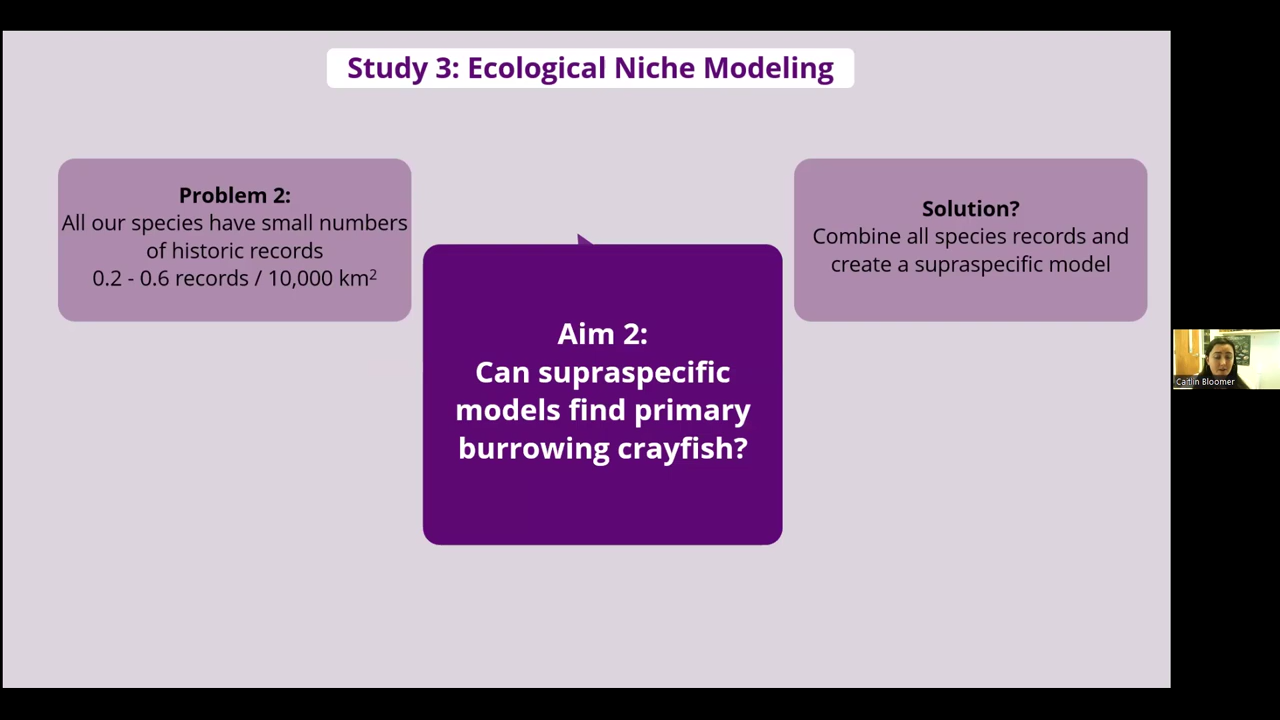 Study 3: Ecological Niche Modeling
Problem 2:
All our species have small numbers
of historic records
0.2 - 0.6 records / 10,000 km²
Solution?
Combine all species records and
create a supraspecific model
Aim 2:
Can supraspecific
models find primary
burrowing crayfish?
Caitlin Bloomer